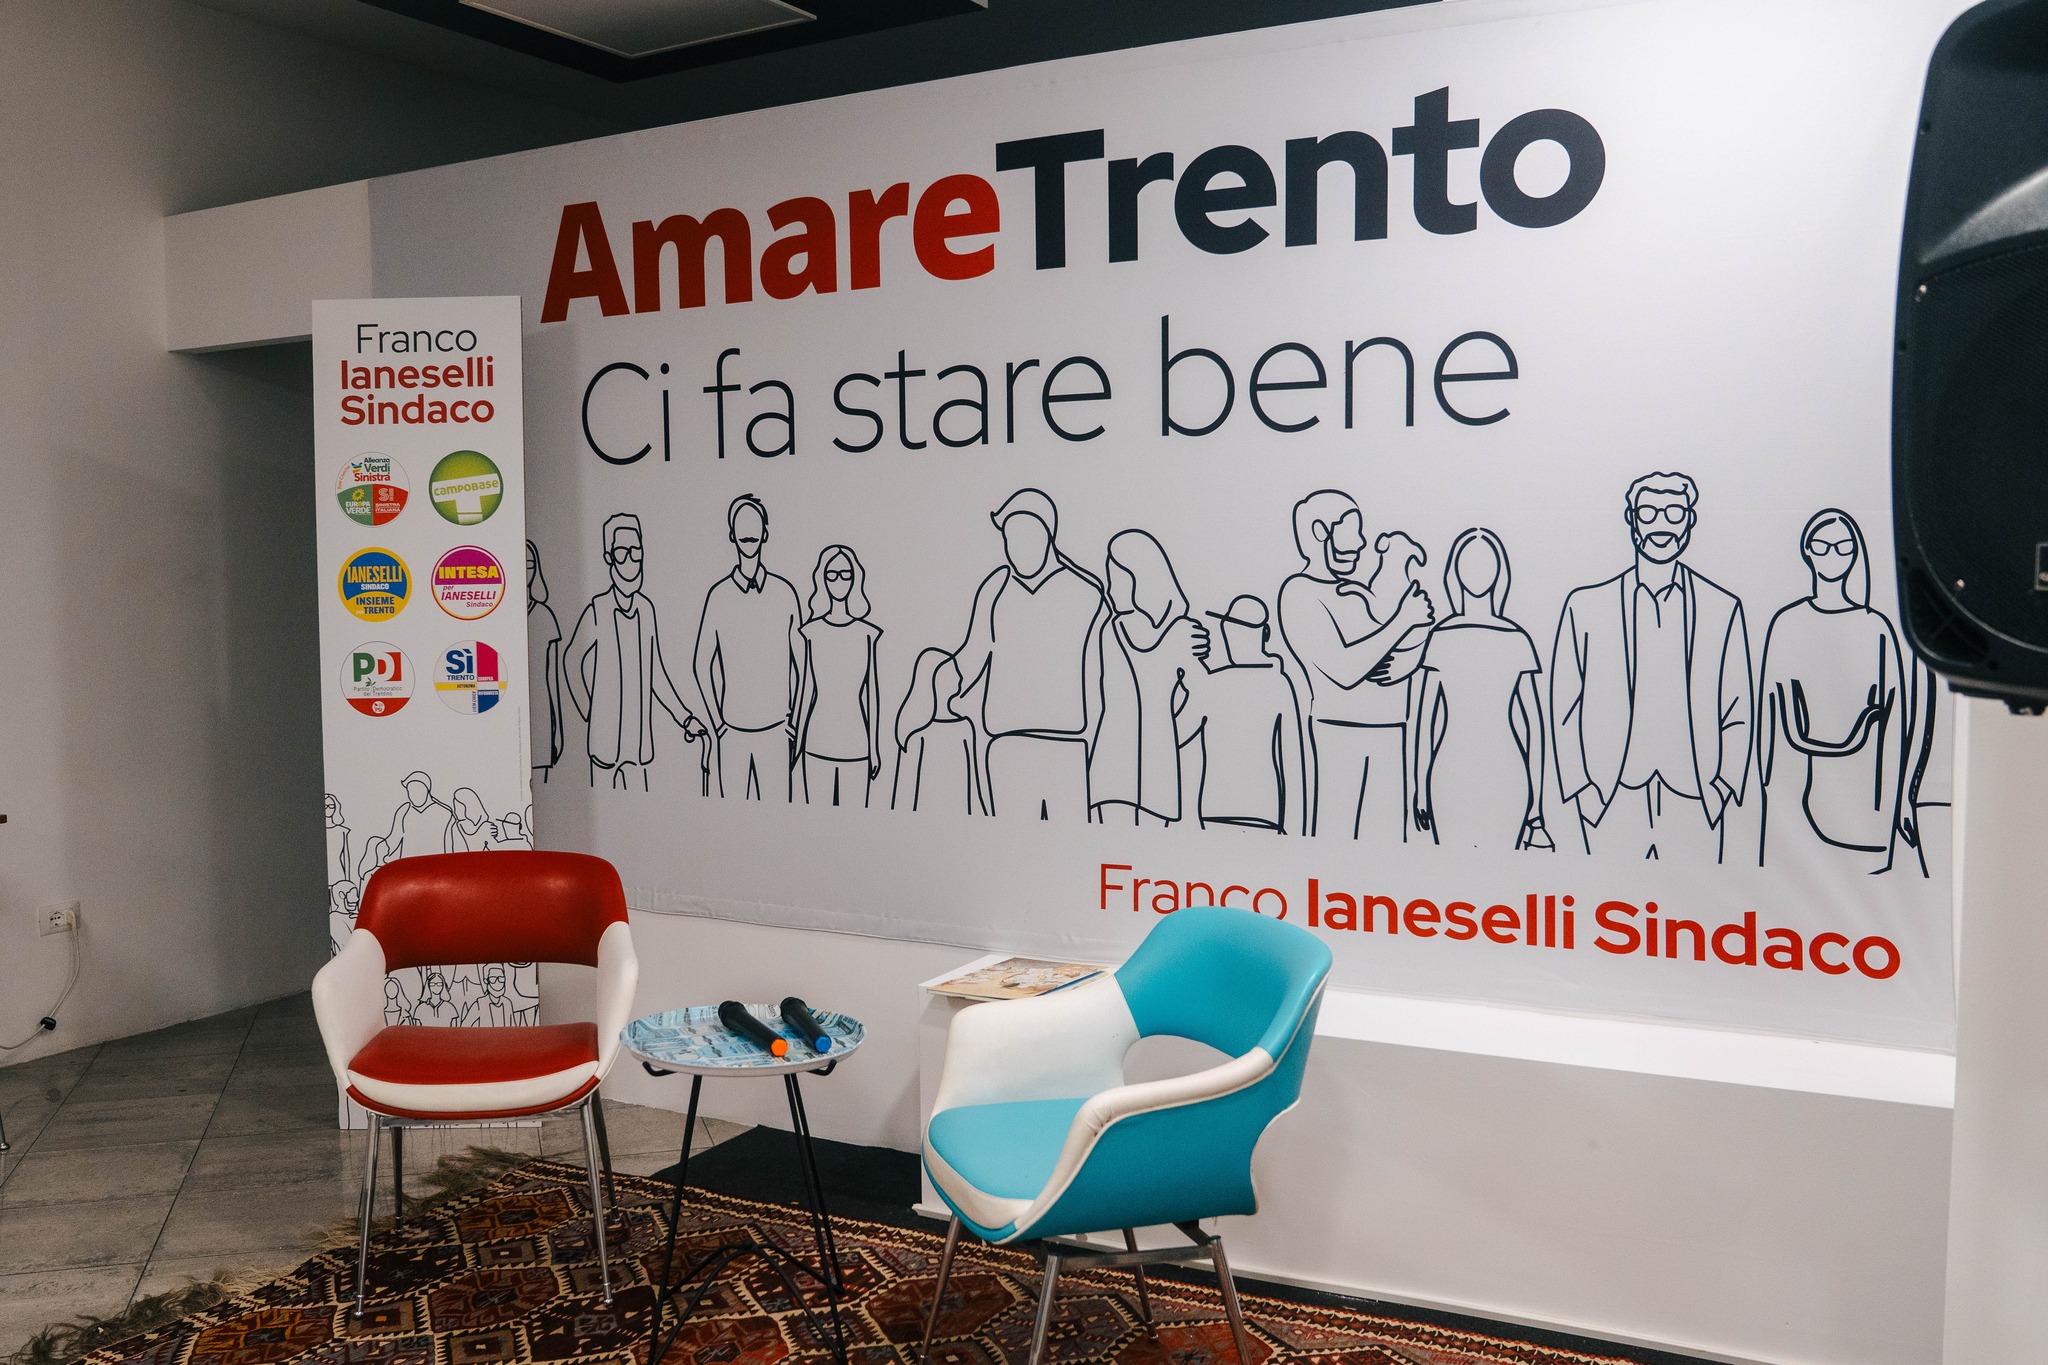 AmareTrento
Ci fa stare bene
Franco Ianeselli Sindaco
Franco
Ianeselli
Sindaco
Alleanza
Verdi
Sinistra
EUROPA
VERDE
SI
SINISTRA
ITALIANA
CAMPOBASE
IANESELLI
SINDACO
INSIEME
TRENTO
INTESA
per
IANESELLI
Sindaco
PD
Partito Democratico
del Trentino
Sì
TRENTO
AUTONOMIA
EUROPEA
RIFORMISTA